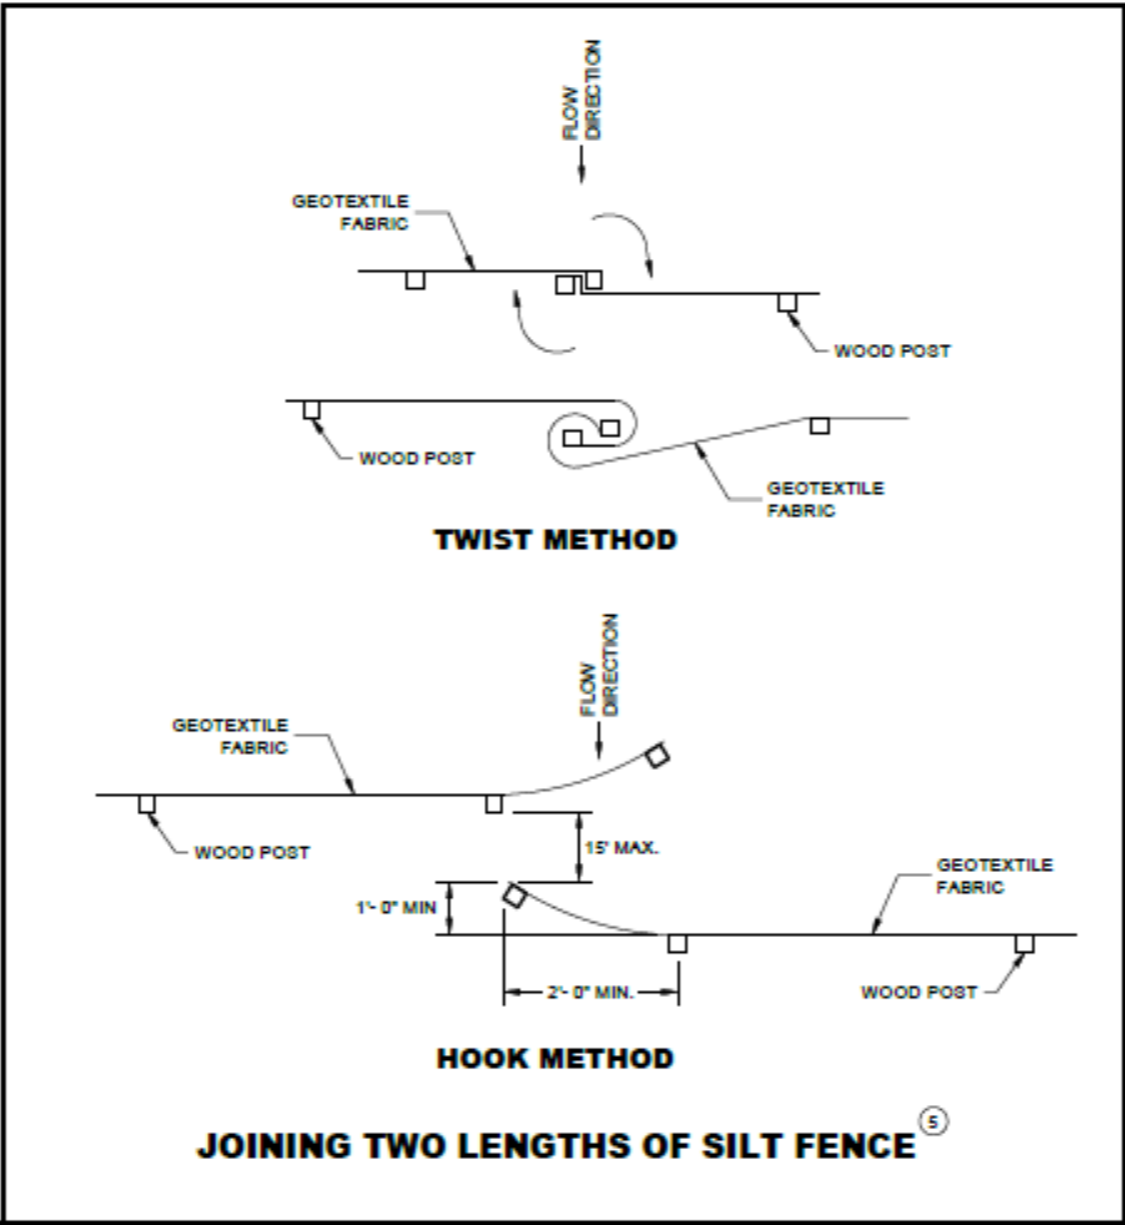 FLOW
DIRECTION
GEOTEXTILE
FABRIC
WOOD POST
WOOD POST
GEOTEXTILE
FABRIC
TWIST METHOD
FLOW
DIRECTION
GEOTEXTILE
FABRIC
WOOD POST
15' MAX.
GEOTEXTILE
FABRIC
1'- 0" MIN
2'- 0" MIN.
WOOD POST
HOOK METHOD
JOINING TWO LENGTHS OF SILT FENCE 5